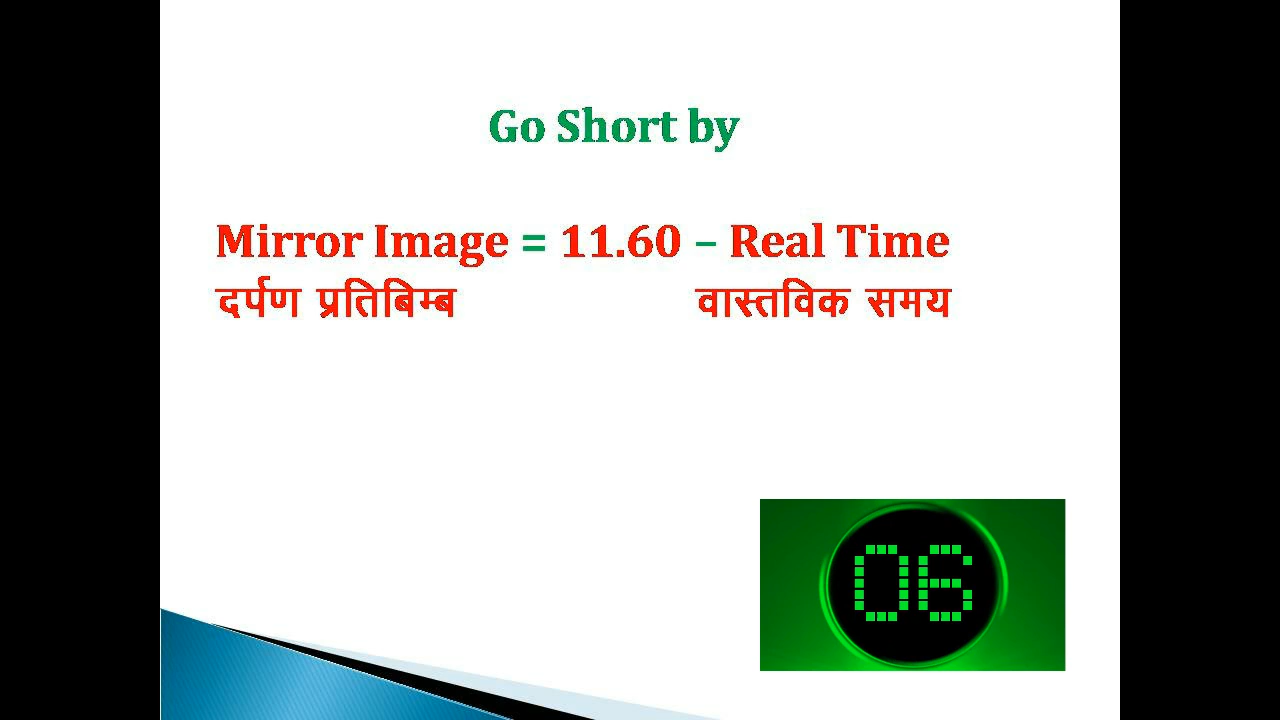 Go Short by
Mirror Image = 11.60 – Real Time
दर्पण प्रतिबिम्ब वास्तविक समय
06